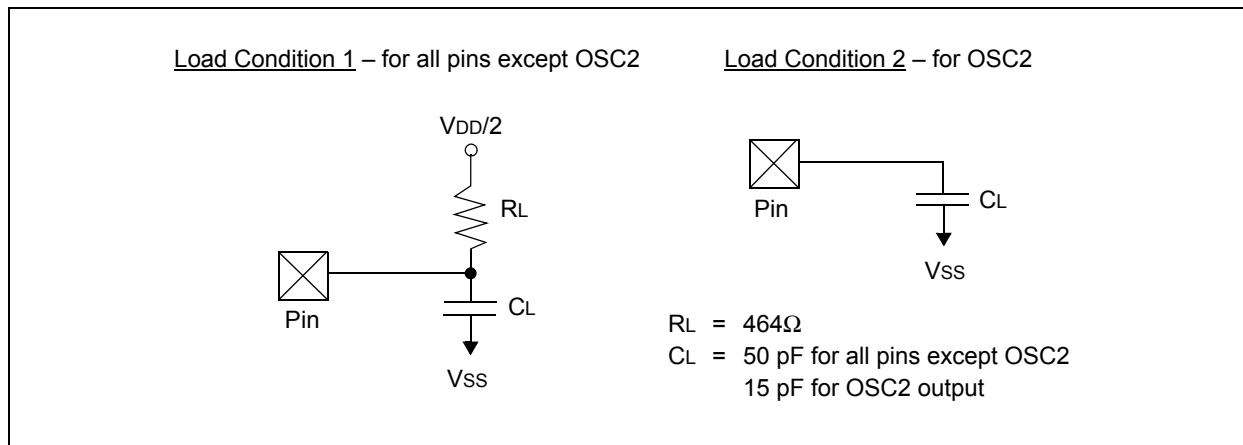 Load Condition 1 – for all pins except OSC2
VDD/2
RL
Pin
CL
VSS
Load Condition 2 – for OSC2
Pin
CL
VSS
RL = 464Ω
CL = 50 pF for all pins except OSC2
15 pF for OSC2 output